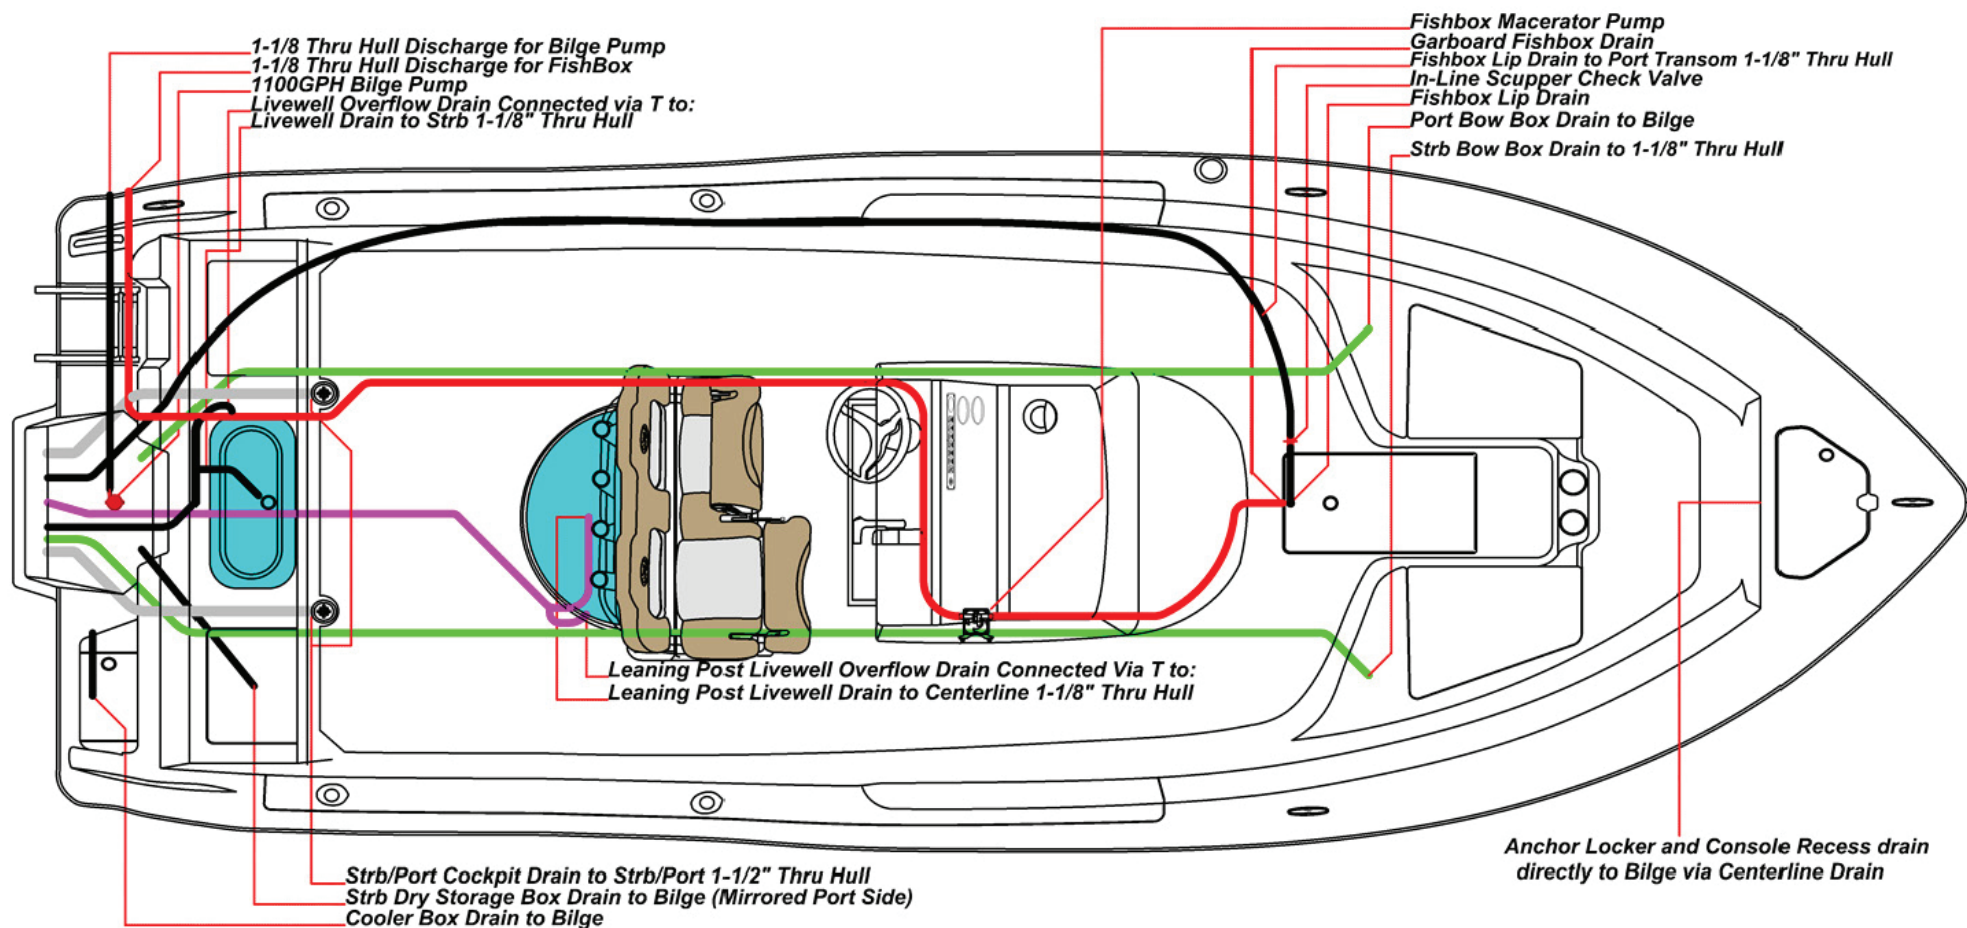 1-1/8 Thru Hull Discharge for Bilge Pump
1-1/8 Thru Hull Discharge for FishBox
1100GPH Bilge Pump
Livewell Overflow Drain Connected via T to:
Livewell Drain to Strb 1-1/8" Thru Hull
Fishbox Macerator Pump
Garboard Fishbox Drain
Fishbox Lip Drain to Port Transom 1-1/8" Thru Hull
In-Line Scupper Check Valve
Fishbox Lip Drain
Port Bow Box Drain to Bilge
Strb Bow Box Drain to 1-1/8" Thru Hull
Leaning Post Livewell Overflow Drain Connected Via T to:
Leaning Post Livewell Drain to Centerline 1-1/8" Thru Hull
Anchor Locker and Console Recess drain
directly to Bilge via Centerline Drain
Strb/Port Cockpit Drain to Strb/Port 1-1/2" Thru Hull
Strb Dry Storage Box Drain to Bilge (Mirrored Port Side)
Cooler Box Drain to Bilge